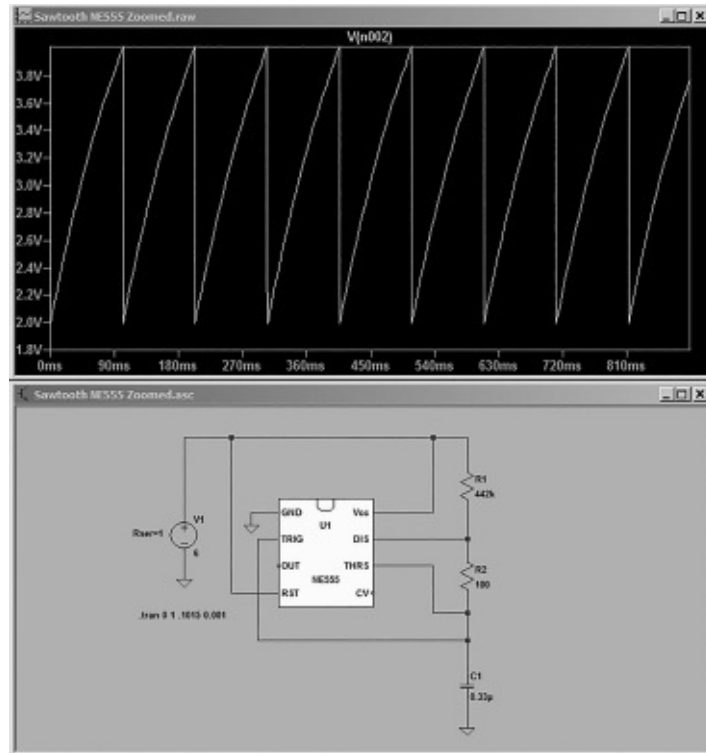 Sawtooth NE555 Zoomed.raw
V(n002)
3.8V
3.6V
3.4V
3.2V
3.0V
2.8V
2.6V
2.4V
2.2V
2.0V
1.8V
0ms 90ms 180ms 270ms 360ms 450ms 540ms 630ms 720ms 810ms
Sawtooth NE555 Zoomed.asc
R1
442k
V1
Rser=1
6
GND
U1
Vcc
TRIG
DIS
OUT
THRS
NE555
RST
CV
R2
100
.tran 0 1 .1015 0.001
C1
0.33µ